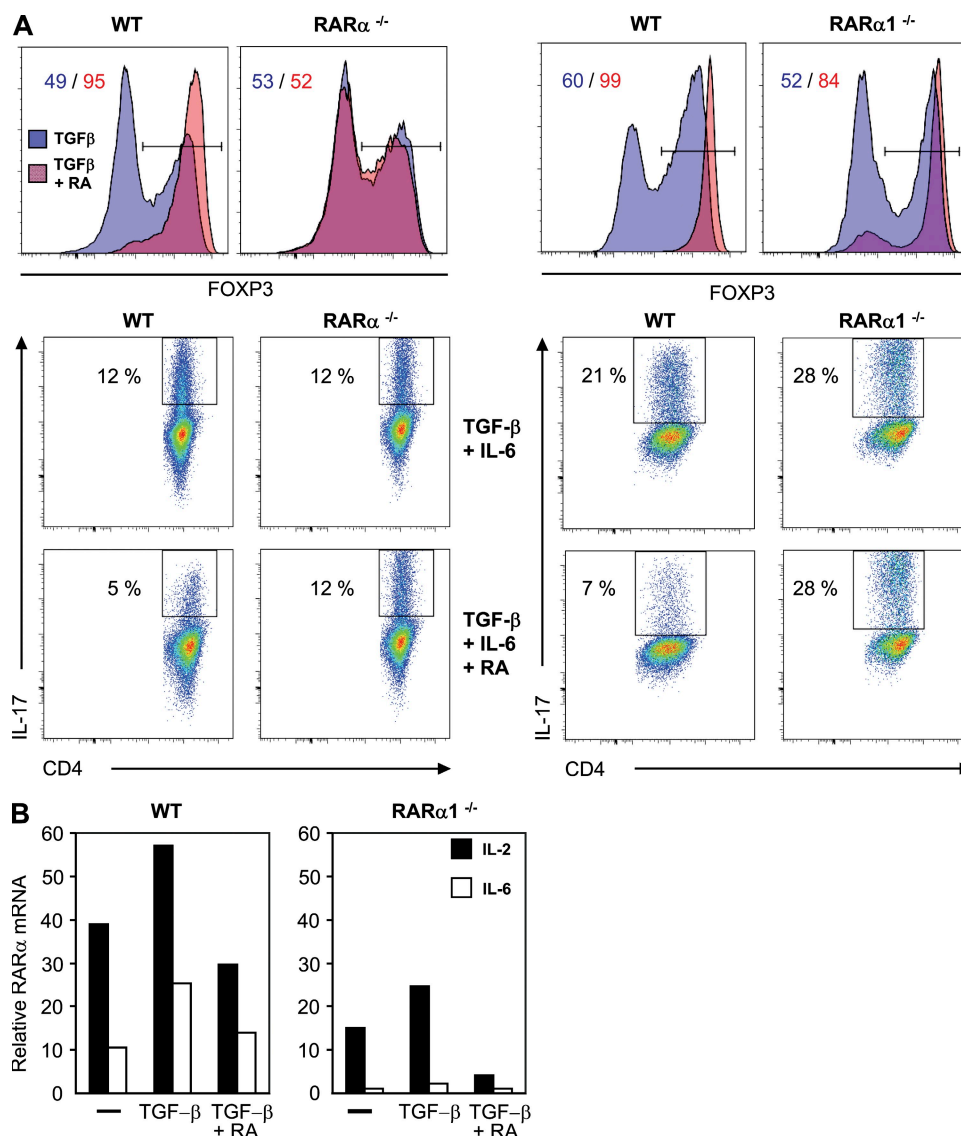 A
WT
RARα -/-
WT
RARα1 -/-
49 / 95
53 / 52
60 / 99
52 / 84
TGFβ
TGFβ
+ RA
FOXP3
FOXP3
WT
RARα -/-
WT
RARα1 -/-
12 %
12 %
TGF-β
+ IL-6
21 %
28 %
5 %
12 %
TGF-β
+ IL-6
+ RA
7 %
28 %
IL-17
IL-17
CD4
CD4
B
WT
RARα1 -/-
Relative RARα mRNA
60
50
40
30
20
10
0
60
50
40
30
20
10
0
IL-2
IL-6
– TGF–β TGF–β
+ RA
– TGF–β TGF–β
+ RA